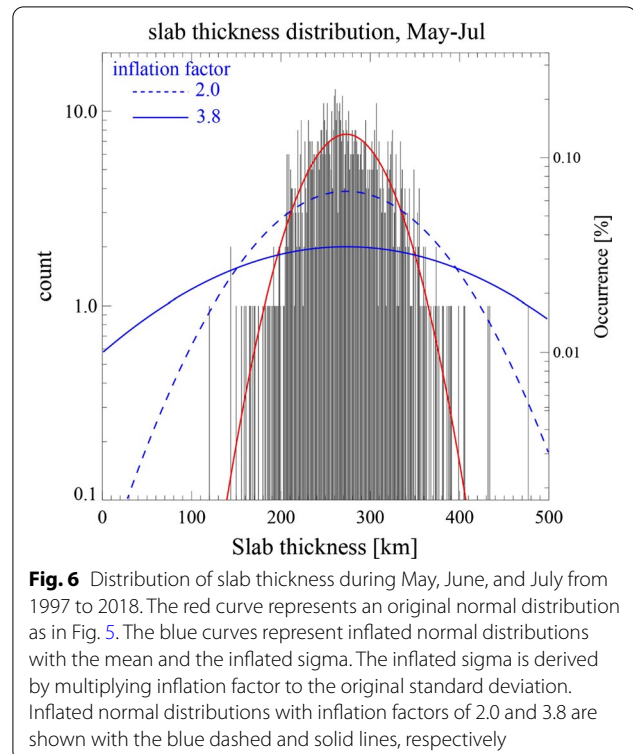 slab thickness distribution, May-Jul
inflation factor
2.0
3.8
10.0
1.0
0.1
count
0.10
0.01
Occurrence [%]
0 100 200 300 400 500
Slab thickness [km]
Fig. 6 Distribution of slab thickness during May, June, and July from
1997 to 2018. The red curve represents an original normal distribution
as in Fig. 5. The blue curves represent inflated normal distributions
with the mean and the inflated sigma. The inflated sigma is derived
by multiplying inflation factor to the original standard deviation.
Inflated normal distributions with inflation factors of 2.0 and 3.8 are
shown with the blue dashed and solid lines, respectively